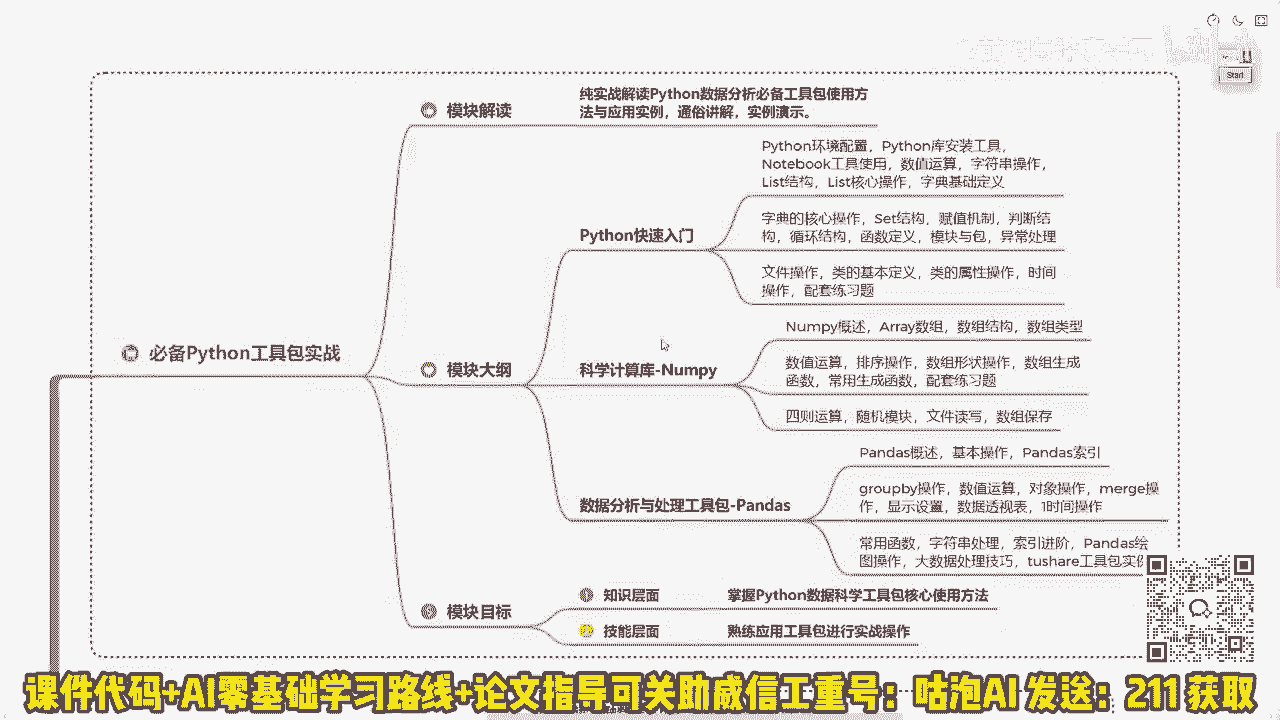 Start
模块解读
纯实战解读Python数据分析必备工具包使用方
法与应用实例，通俗讲解，实例演示。
Python环境配置，Python库安装工具，
Notebook工具使用，数值运算，字符串操作，
List结构，List核心操作，字典基础定义
Python快速入门
字典的核心操作，Set结构，赋值机制，判断结
构，循环结构，函数定义，模块与包，异常处理
文件操作，类的基本定义，类的属性操作，时间
操作，配套练习题
必备Python工具包实战
模块大纲
科学计算库-Numpy
Numpy概述，Array数组，数组结构，数组类型
数值运算，排序操作，数组形状操作，数组生成
函数，常用生成函数，配套练习题
四则运算，随机模块，文件读写，数组保存
数据分析与处理工具包-Pandas
Pandas概述，基本操作，Pandas索引
groupby操作，数值运算，对象操作，merge操
作，显示设置，数据透视表，1时间操作
常用函数，字符串处理，索引进阶，Pandas绘
图操作，大数据处理技巧，tushare工具包实
模块目标
知识层面 掌握Python数据科学工具包核心使用方法
技能层面 熟练应用工具包进行实战操作
课件代码+AI零基础学习路线+论文指导可关助威信工重号：咕泡AI 发送：211 获取